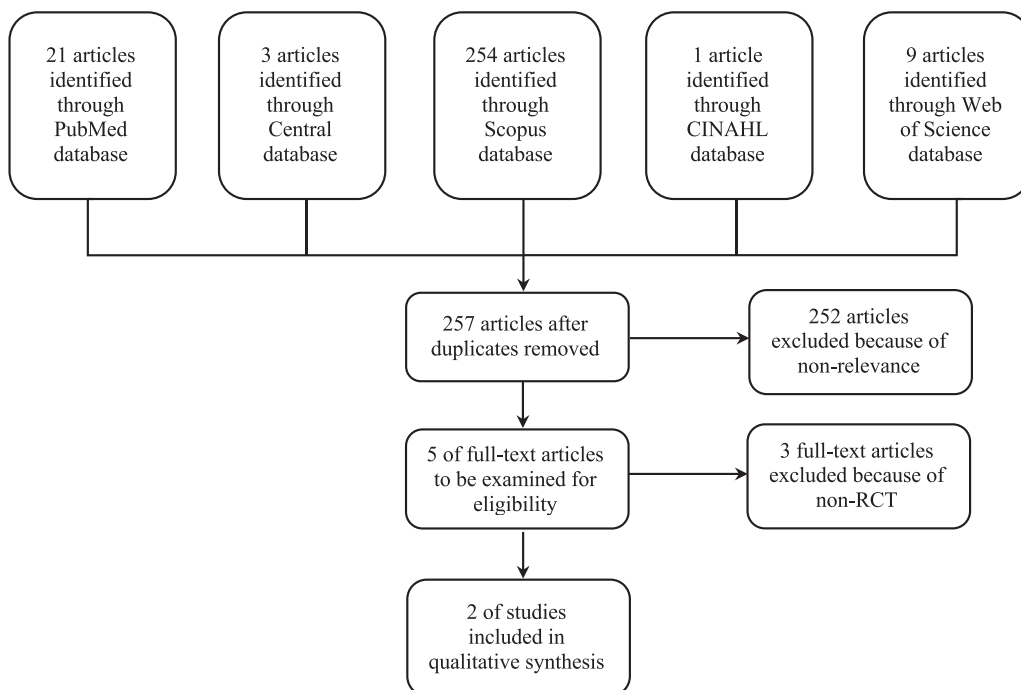 21 articles
identified
through
PubMed
database
3 articles
identified
through
Central
database
254 articles
identified
through
Scopus
database
1 article
identified
through
CINAHL
database
9 articles
identified
through Web
of Science
database
257 articles after
duplicates removed
252 articles
excluded because of
non-relevance
5 of full-text articles
to be examined for
eligibility
3 full-text articles
excluded because of
non-RCT
2 of studies
included in
qualitative synthesis